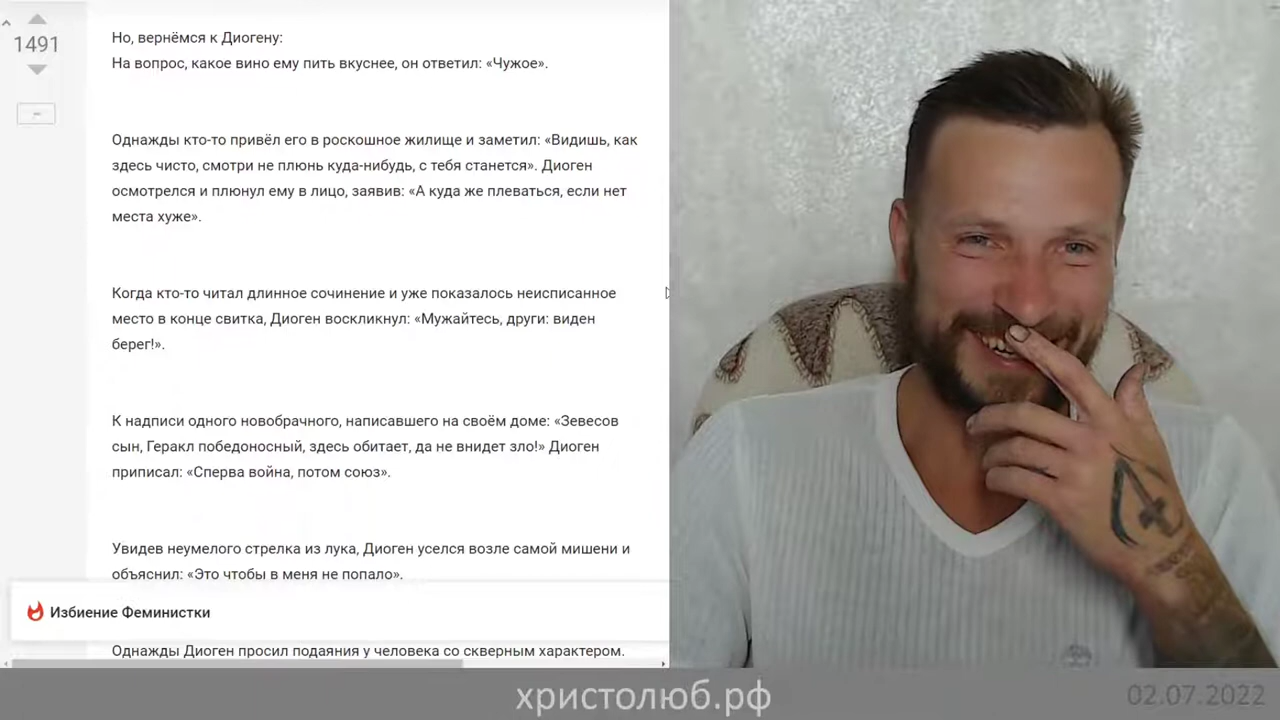 1491
Но, вернёмся к Диогену:
На вопрос, какое вино ему пить вкуснее, он ответил: «Чужое».
Однажды кто-то привёл его в роскошное жилище и заметил: «Видишь, как
здесь чисто, смотри не плюнь куда-нибудь, с тебя станется». Диоген
осмотрелся и плюнул ему в лицо, заявив: «А куда же плеваться, если нет
места хуже».
Когда кто-то читал длинное сочинение и уже показалось неисписанное
место в конце свитка, Диоген воскликнул: «Мужайтесь, други: виден
берег!».
К надписи одного новобрачного, написавшего на своём доме: «Зевесов
сын, Геракл победоносный, здесь обитает, да не внидет зло!» Диоген
приписал: «Сперва война, потом союз».
Увидев неумелого стрелка из лука, Диоген уселся возле самой мишени и
объяснил: «Это чтобы в меня не попало».
Избиение Феминистки
Однажды Диоген просил подаяния у человека со скверным характером.
христолюб.рф
02.07.2022